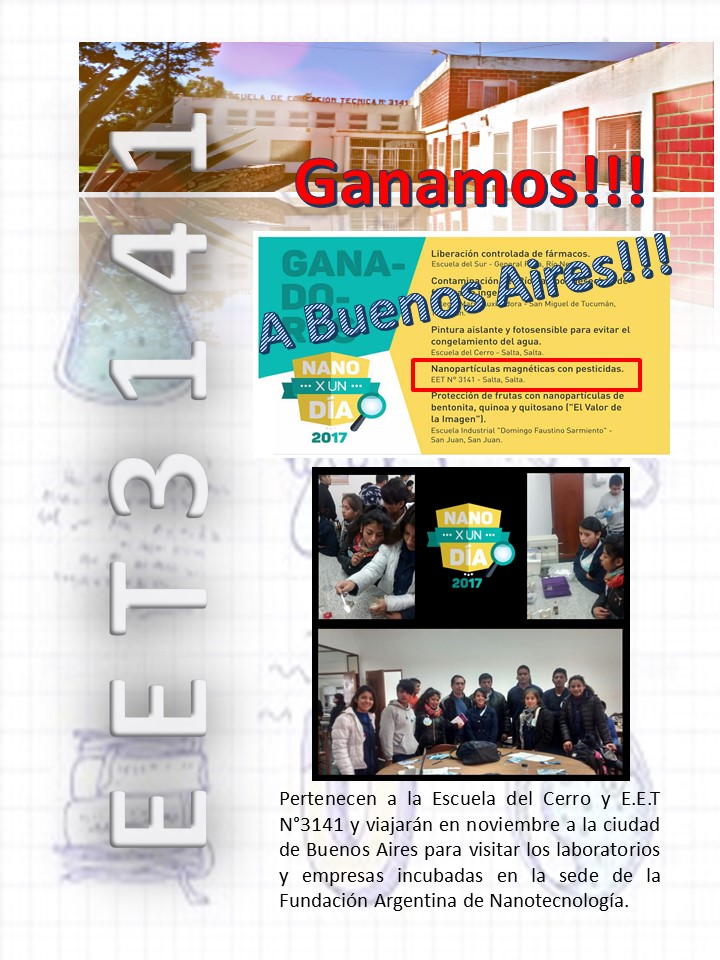 ESCUELA DE EDUCACION TECNICA Nº 3141
EET3141
Ganamos!!!
A Buenos Aires!!!
GANA-
DO-
Liberación controlada de fármacos.
Escuela del Sur - General
Pintura aislante y fotosensible para evitar el
congelamiento del agua.
Escuela del Cerro - Salta, Salta.
Nanopartículas magnéticas con pesticidas.
EET Nº 3141 - Salta, Salta.
Protección de frutas con nanopartículas de
bentonita, quinoa y quitosano ("El Valor de
la Imagen").
Escuela Industrial "Domingo Faustino Sarmiento" -
San Juan, San Juan.
- San Miguel de Tucumán,
NANO
X UN
DÍA
2017
NANO
X UN
DÍA
2017
Pertenecen a la Escuela del Cerro y E.E.T
N°3141 y viajarán en noviembre a la ciudad
de Buenos Aires para visitar los laboratorios
y empresas incubadas en la sede de la
Fundación Argentina de Nanotecnología.